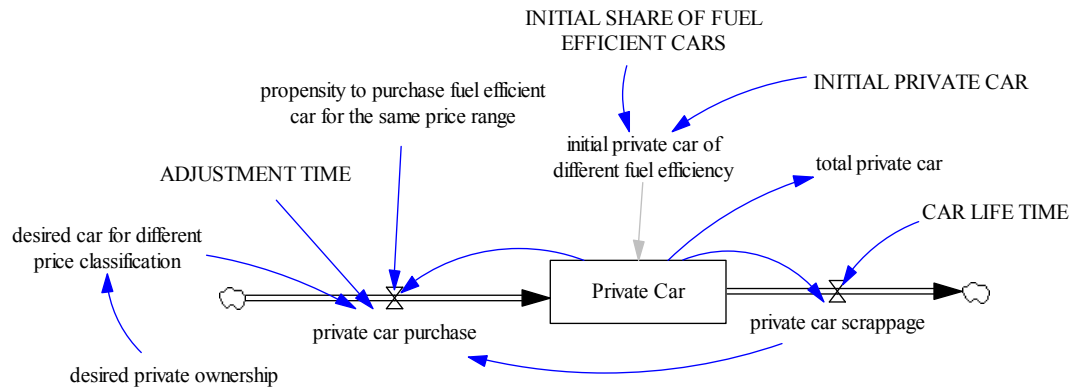 INITIAL SHARE OF FUEL
EFFICIENT CARS
propensity to purchase fuel efficient
car for the same price range
INITIAL PRIVATE CAR
initial private car of
different fuel efficiency
total private car
ADJUSTMENT TIME
CAR LIFE TIME
desired car for different
price classification
Private Car
private car purchase
private car scrappage
desired private ownership